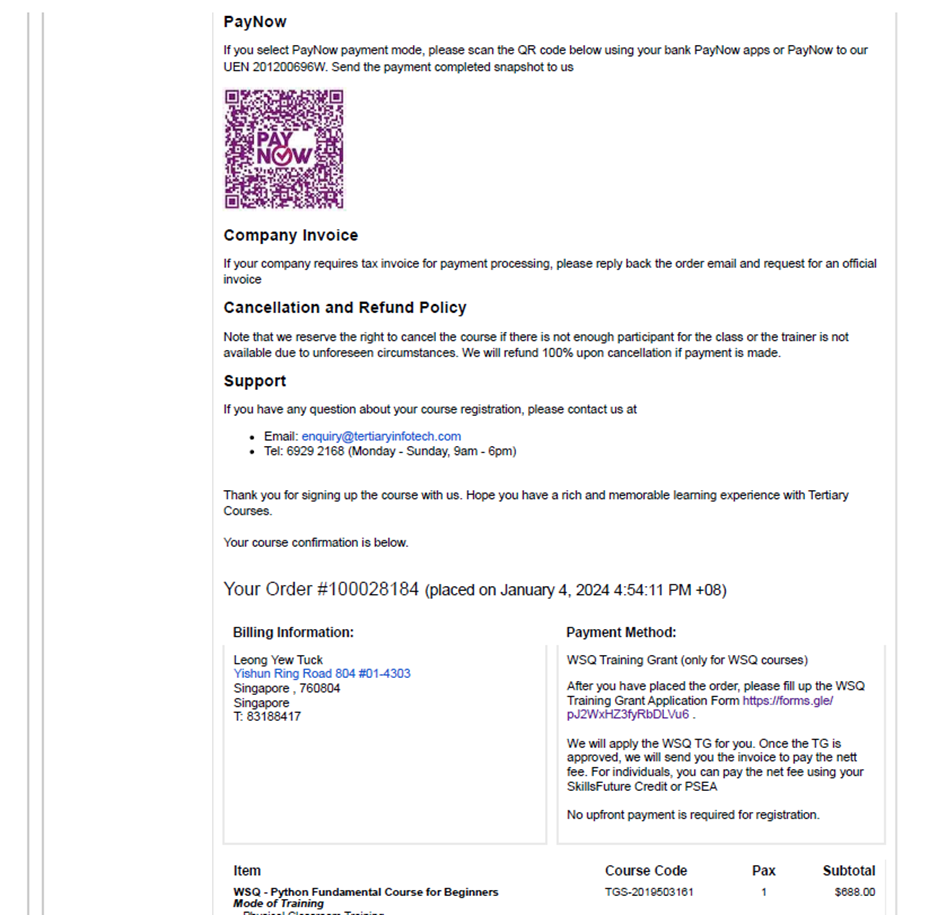 PayNow
If you select PayNow payment mode, please scan the QR code below using your bank PayNow apps or PayNow to our
UEN 201200696W. Send the payment completed snapshot to us
PAY
NOW
Company Invoice
If your company requires tax invoice for payment processing, please reply back the order email and request for an official
invoice
Cancellation and Refund Policy
Note that we reserve the right to cancel the course if there is not enough participant for the class or the trainer is not
available due to unforeseen circumstances. We will refund 100% upon cancellation if payment is made.
Support
If you have any question about your course registration, please contact us at
• Email: enquiry@tertiaryinfotech.com
• Tel: 6929 2168 (Monday - Sunday, 9am - 6pm)
Thank you for signing up the course with us. Hope you have a rich and memorable learning experience with Tertiary
Courses.
Your course confirmation is below.
Your Order #100028184 (placed on January 4, 2024 4:54:11 PM +08)
Billing Information:
Leong Yew Tuck
Yishun Ring Road 804 #01-4303
Singapore , 760804
Singapore
T: 83188417
Payment Method:
WSQ Training Grant (only for WSQ courses)
After you have placed the order, please fill up the WSQ
Training Grant Application Form https://forms.gle/
pJ2WxHZ3fyRbDLVu6 .
We will apply the WSQ TG for you. Once the TG is
approved, we will send you the invoice to pay the nett
fee. For individuals, you can pay the net fee using your
SkillsFuture Credit or PSEA
No upfront payment is required for registration.
Item Course Code Pax Subtotal
WSQ - Python Fundamental Course for Beginners TGS-2019503161 1 $688.00
Mode of Training
Physical Classroom Training